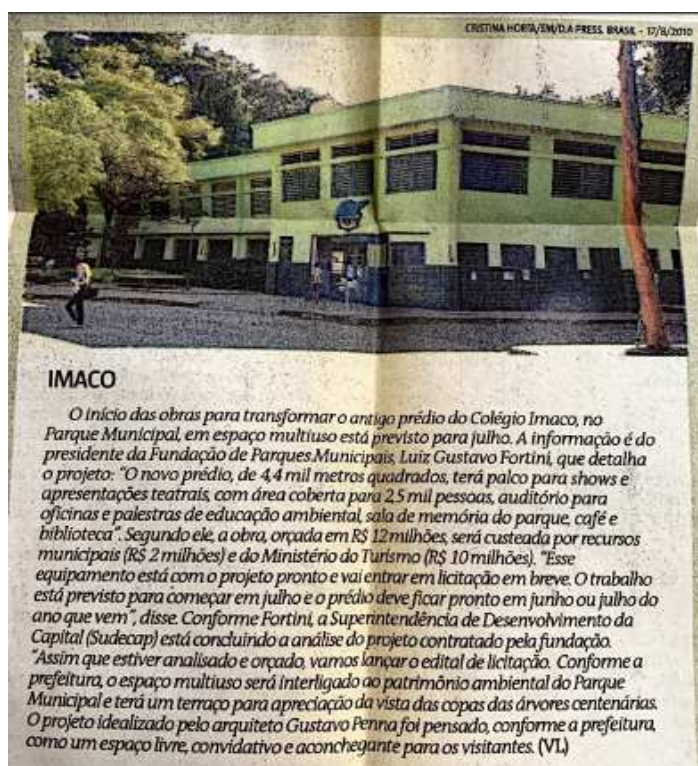 CRISTINA HORTA/EM/D.A PRESS. BRASIL - 17/8/2010
IMACO
O início das obras para transformar o antigo prédio do Colégio Imaco, no
Parque Municipal, em espaço multiuso está previsto para julho. A informação é do
presidente da Fundação de Parques Municipais, Luiz Gustavo Fortini, que detalha
o projeto: “O novo prédio, de 4,4 mil metros quadrados, terá palco para shows e
apresentações teatrais, com área coberta para 2,5 mil pessoas, auditório para
oficinas e palestras de educação ambiental, sala de memória do parque, café e
biblioteca”. Segundo ele, a obra, orçada em R$ 12 milhões, será custeada por recursos
municipais (R$ 2 milhões) e do Ministério do Turismo (R$ 10 milhões). “Esse
equipamento está com o projeto pronto e vai entrar em licitação em breve. O trabalho
está previsto para começar em julho e o prédio deve ficar pronto em junho ou julho do
ano que vem”, disse. Conforme Fortini, a Superintendência de Desenvolvimento da
Capital (Sudecap) está concluindo a análise do projeto contratado pela fundação.
“Assim que estiver analisado e orçado, vamos lançar o edital de licitação. Conforme a
prefeitura, o espaço multiuso será interligado ao patrimônio ambiental do Parque
Municipal e terá um terraço para apreciação da vista das copas das árvores centenárias.
O projeto idealizado pelo arquiteto Gustavo Penna foi pensado, conforme a prefeitura,
como um espaço livre, convidativo e aconchegante para os visitantes. (VL)